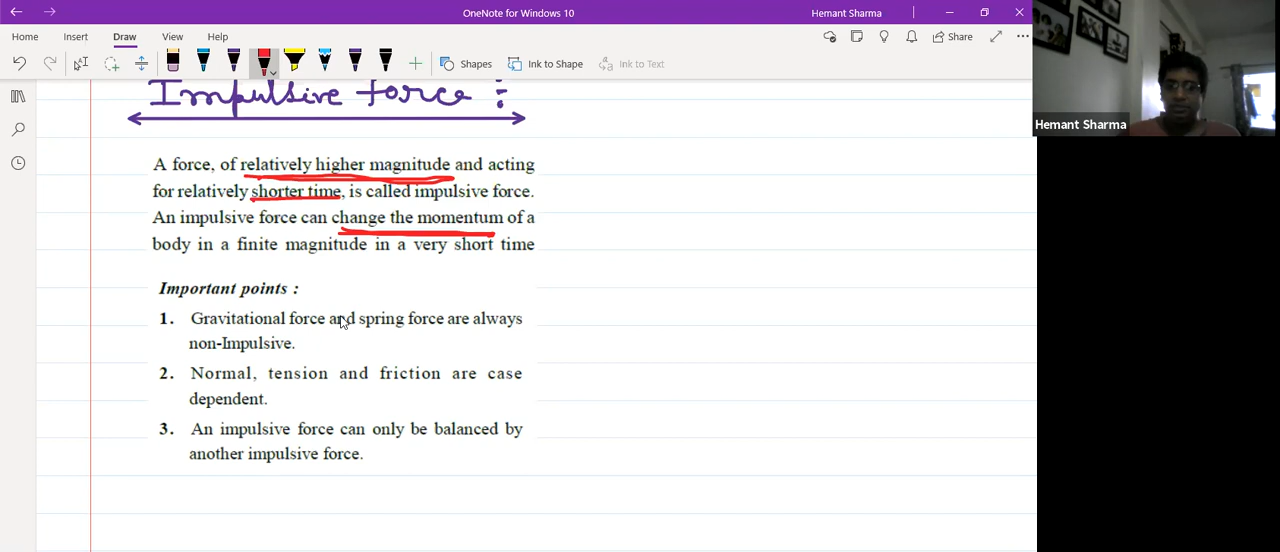 OneNote for Windows 10
Hemant Sharma
Home Insert Draw View Help
Share
Shapes
Ink to Shape
Ink to Text
Impulsive force :
A force, of relatively higher magnitude and acting
for relatively shorter time, is called impulsive force.
An impulsive force can change the momentum of a
body in a finite magnitude in a very short time
Important points :
1. Gravitational force and spring force are always
non-Impulsive.
2. Normal, tension and friction are case
dependent.
3. An impulsive force can only be balanced by
another impulsive force.
Hemant Sharma